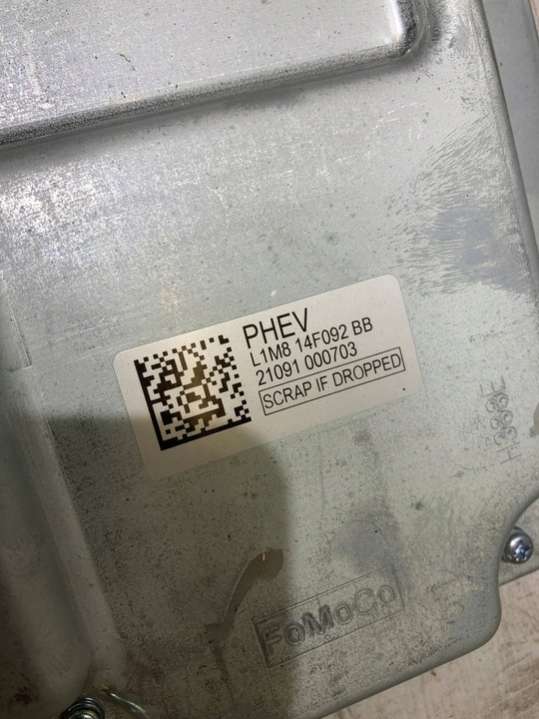 PHEV
L1M8 14F092 BB
21091 000703
SCRAP IF DROPPED
FoMoCo